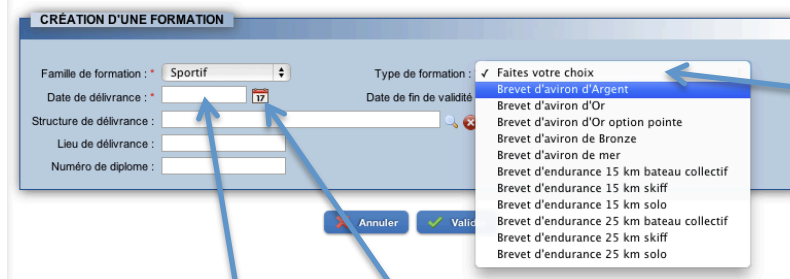 CRÉATION D'UNE FORMATION
Famille de formation : * Sportif Type de formation : ✓ Faites votre choix
Brevet d'aviron d'Argent
Date de délivrance : * 17 Date de fin de validité
Brevet d'aviron d'Or
Brevet d'aviron d'Or option pointe
Structure de délivrance :
Brevet d'aviron de Bronze
Lieu de délivrance :
Brevet d'aviron de mer
Numéro de diplome :
Brevet d'endurance 15 km bateau collectif
Brevet d'endurance 15 km skiff
Brevet d'endurance 15 km solo
Brevet d'endurance 25 km bateau collectif
Brevet d'endurance 25 km skiff
Brevet d'endurance 25 km solo
Annuler Valid